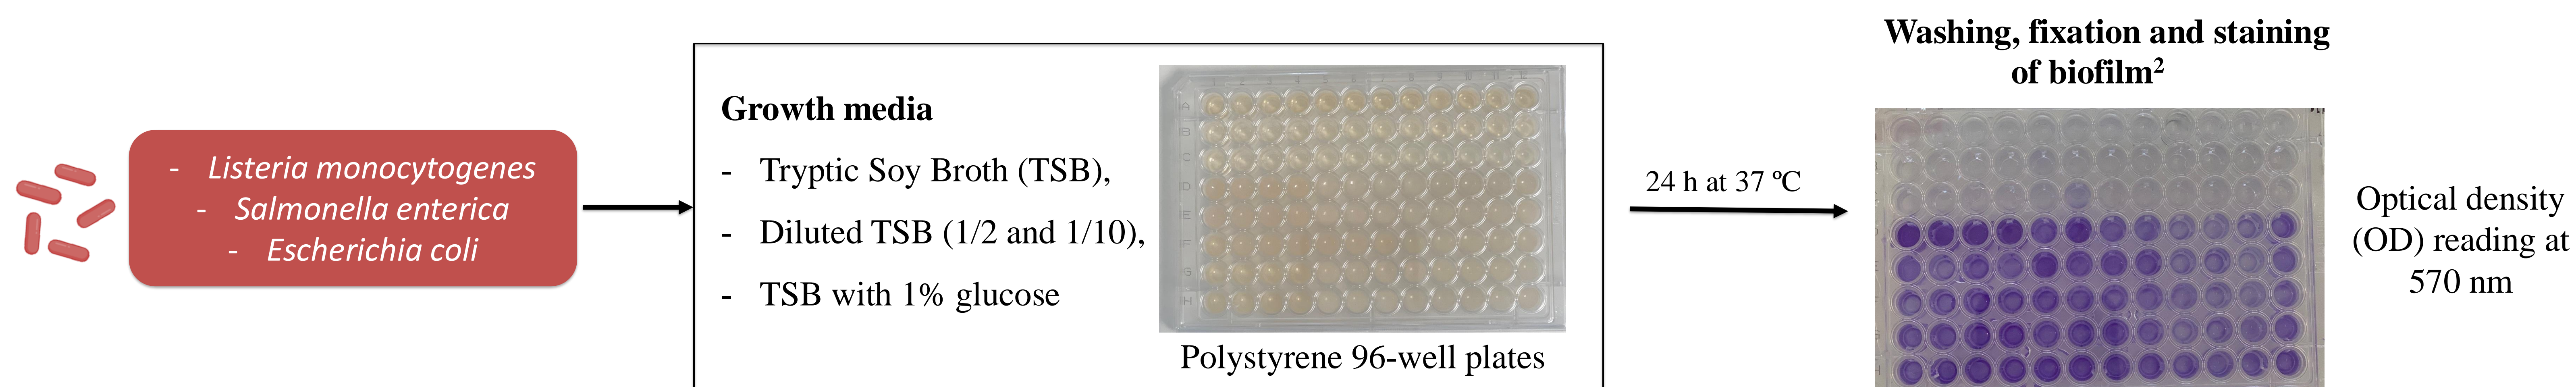 - Listeria monocytogenes
- Salmonella enterica
- Escherichia coli
Growth media
- Tryptic Soy Broth (TSB),
- Diluted TSB (1/2 and 1/10),
- TSB with 1% glucose
Polystyrene 96-well plates
24 h at 37 ºC
Washing, fixation and staining
of biofilm²
Optical density
(OD) reading at
570 nm